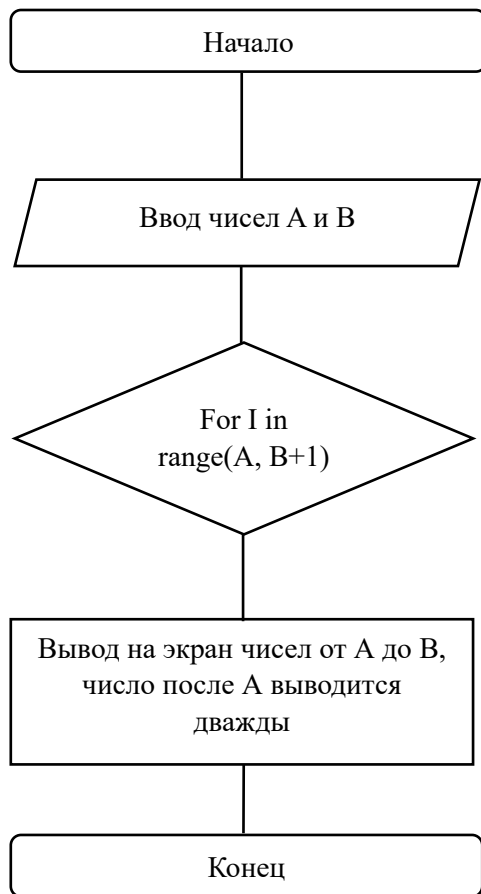 Начало
Ввод чисел А и В
For I in
range(A, B+1)
Вывод на экран чисел от А до В,
число после А выводится
дважды
Конец